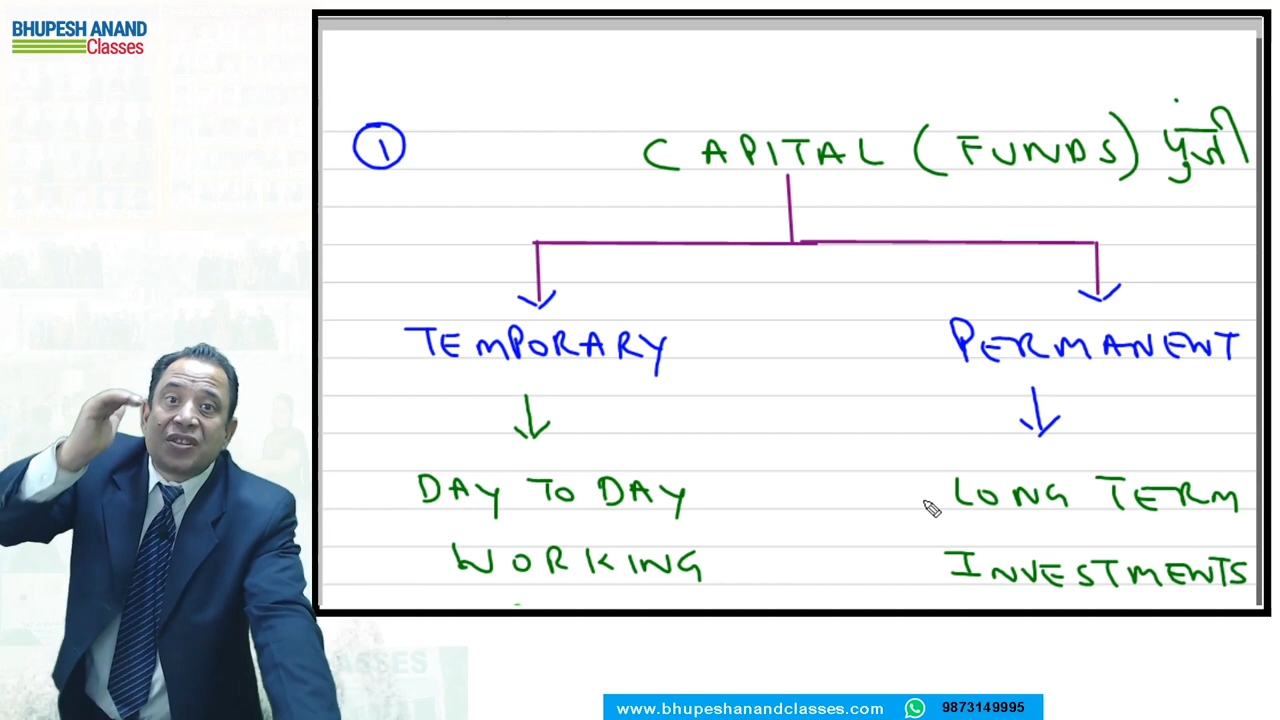 BHUPESH ANAND
Classes
① CAPITAL (FUNDS) पूंजी
TEMPORARY PERMANENT
DAY TO DAY LONG TERM
WORKING INVESTMENTS
www.bhupeshanandclasses.com 9873149995